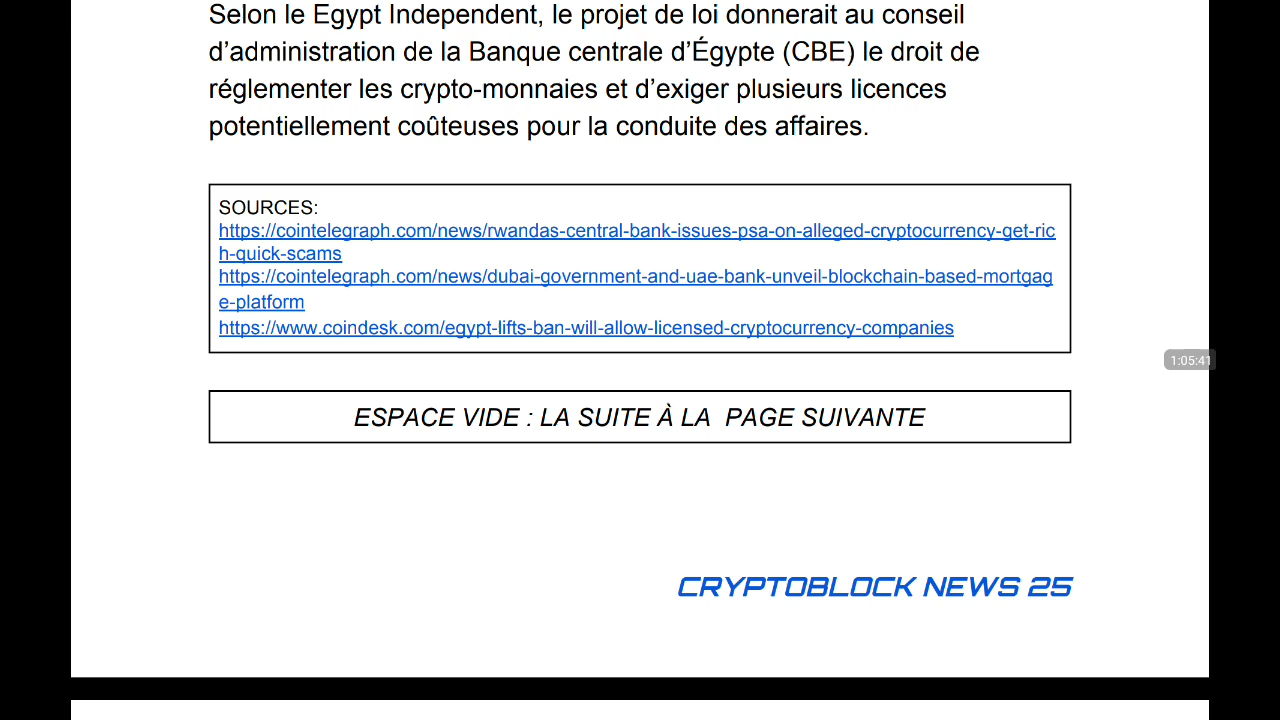 Selon le Egypt Independent, le projet de loi donnerait au conseil
d’administration de la Banque centrale d’Égypte (CBE) le droit de
réglementer les crypto-monnaies et d’exiger plusieurs licences
potentiellement coûteuses pour la conduite des affaires.
SOURCES:
https://cointelegraph.com/news/rwandas-central-bank-issues-psa-on-alleged-cryptocurrency-get-ric
h-quick-scams
https://cointelegraph.com/news/dubai-government-and-uae-bank-unveil-blockchain-based-mortgag
e-platform
https://www.coindesk.com/egypt-lifts-ban-will-allow-licensed-cryptocurrency-companies
1:05:41
ESPACE VIDE : LA SUITE À LA  PAGE SUIVANTE
CRYPTOBLOCK NEWS 25